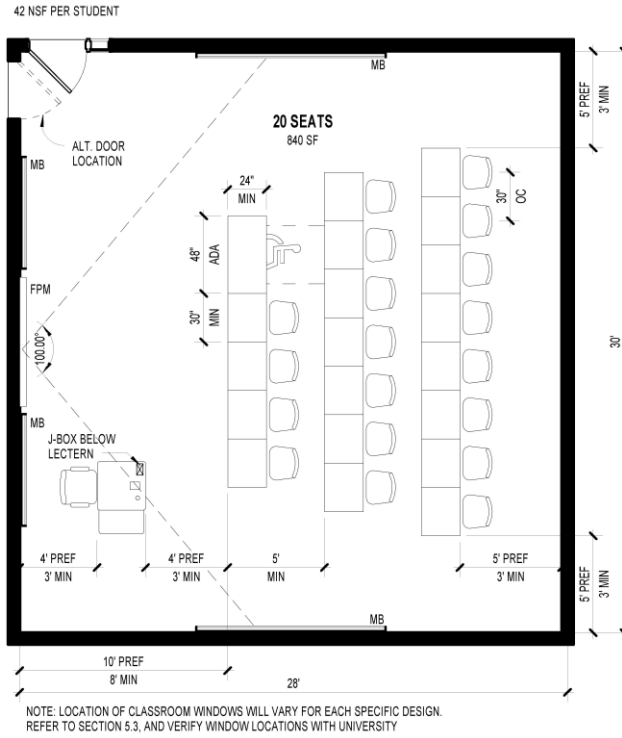 42 NSF PER STUDENT
MB
20 SEATS
840 SF
ALT. DOOR
LOCATION
MB
24"
MIN
5' PREF
3' MIN
30"
OC
48"
ADA
FPM
30"
MIN
100.00°
30'
MB
J-BOX BELOW
LECTERN
4' PREF
3' MIN
4' PREF
3' MIN
5'
MIN
5' PREF
3' MIN
5' PREF
3' MIN
MB
10' PREF
8' MIN
28'
NOTE: LOCATION OF CLASSROOM WINDOWS WILL VARY FOR EACH SPECIFIC DESIGN.
REFER TO SECTION 5.3, AND VERIFY WINDOW LOCATIONS WITH UNIVERSITY